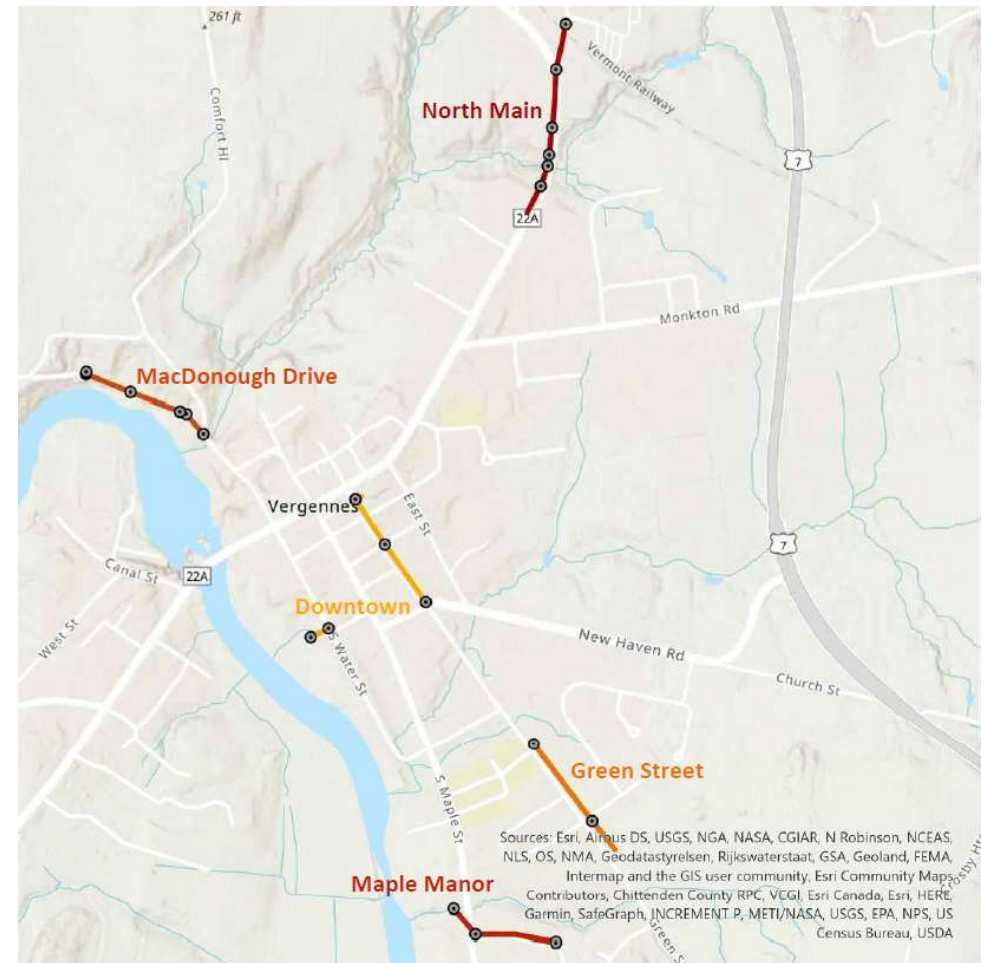 261 ft
Comfort Hl
Vermont Railway
North Main
7
22A
Monkton Rd
MacDonough Drive
Vergennes
East St
7
Canal St
22A
Downtown
West St
S Water St
New Haven Rd
Church St
Green Street
S Maple St
Sources: Esri, Airbus DS, USGS, NGA, NASA, CGIAR, N Robinson, NCEAS,
NLS, OS, NMA, Geodatastyrelsen, Rijkswaterstaat, GSA, Geoland, FEMA,
Intermap and the GIS user community, Esri Community Maps
Contributors, Chittenden County RPC, VCGI, Esri Canada, Esri, HERE,
Garmin, SafeGraph, INCREMENT P, METI/NASA, USGS, EPA, NPS, US
Census Bureau, USDA
Maple Manor